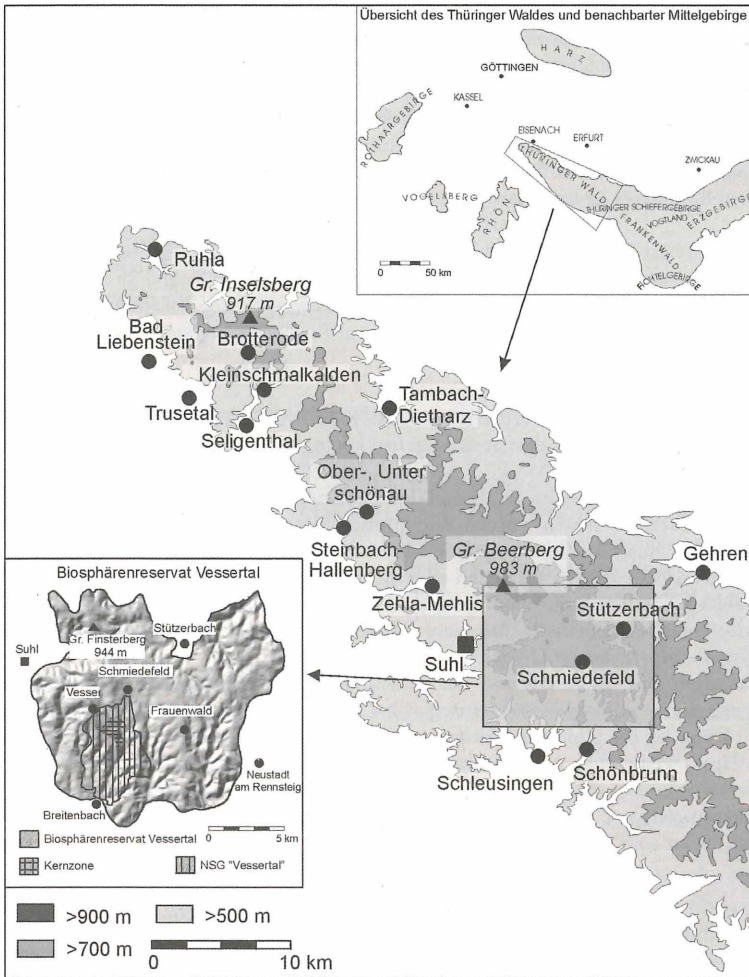 Übersicht des Thüringer Waldes und benachbarter Mittelgebirge
HARZ
GÖTTINGEN
KASSEL
ROTHAARGEBIRGE
EISENACH
ERFURT
ZWICKAU
THÜRINGER WALD
VOGELSBERG
RHÖN
THÜRINGER SCHIEFERGEBIRGE
VOGTLAND
ERZGEBIRGE
FRANKENWALD
FICHTELGEBIRGE
0 50 km
Ruhla
Gr. Inselsberg
917 m
Bad
Liebenstein
Brotterode
Kleinschmalkalden
Trusetal
Seligenthal
Tambach-
Dietharz
Ober-, Unter
schönau
Steinbach-
Hallenberg
Gr. Beerberg
983 m
Gehren
Zehla-Mehlis
Stützerbach
Suhl
Schmiedefeld
Schleusingen
Schönbrunn
Biosphärenreservat Vessertal
Gr. Finsterberg
944 m
Stützerbach
Suhl
Schmiedefeld
Vesser
Frauenwald
Neustadt
am Rennsteig
Breitenbach
0 5 km
Biosphärenreservat Vessertal
Kernzone
NSG "Vessertal"
>900 m
>500 m
>700 m
0 10 km